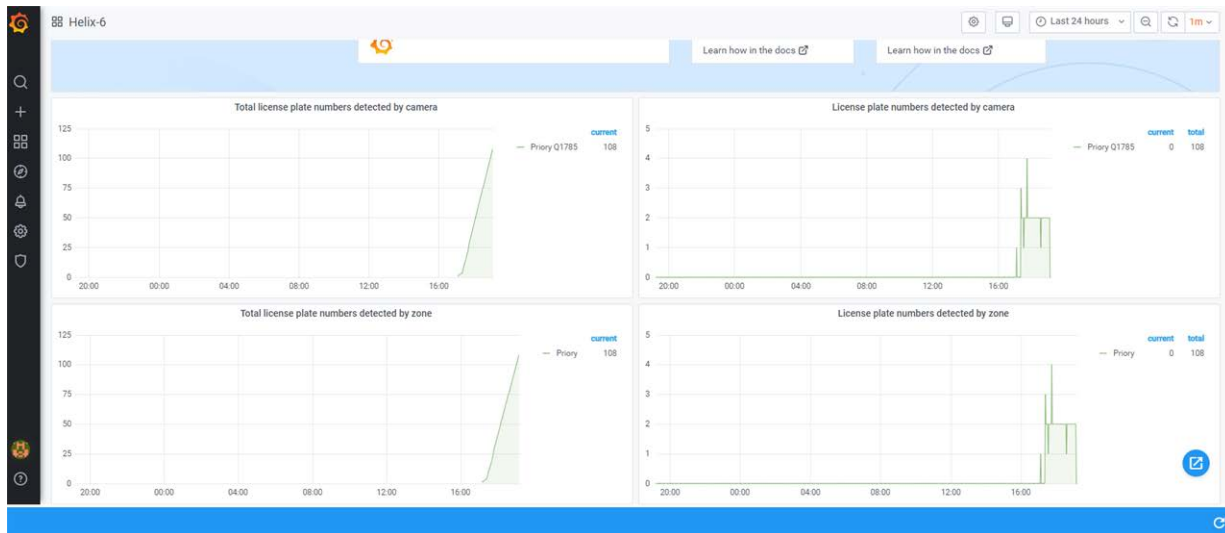 Helix-6
Last 24 hours
1m
Learn how in the docs
Learn how in the docs
Total license plate numbers detected by camera
125
100
75
50
25
0
20:00 00:00 04:00 08:00 12:00 16:00
current
Priory Q1785 108
License plate numbers detected by camera
5
4
3
2
1
0
20:00 00:00 04:00 08:00 12:00 16:00
current total
Priory Q1785 0 108
Total license plate numbers detected by zone
125
100
75
50
25
0
20:00 00:00 04:00 08:00 12:00 16:00
current
Priory 108
License plate numbers detected by zone
5
4
3
2
1
0
20:00 00:00 04:00 08:00 12:00 16:00
current total
Priory 0 108